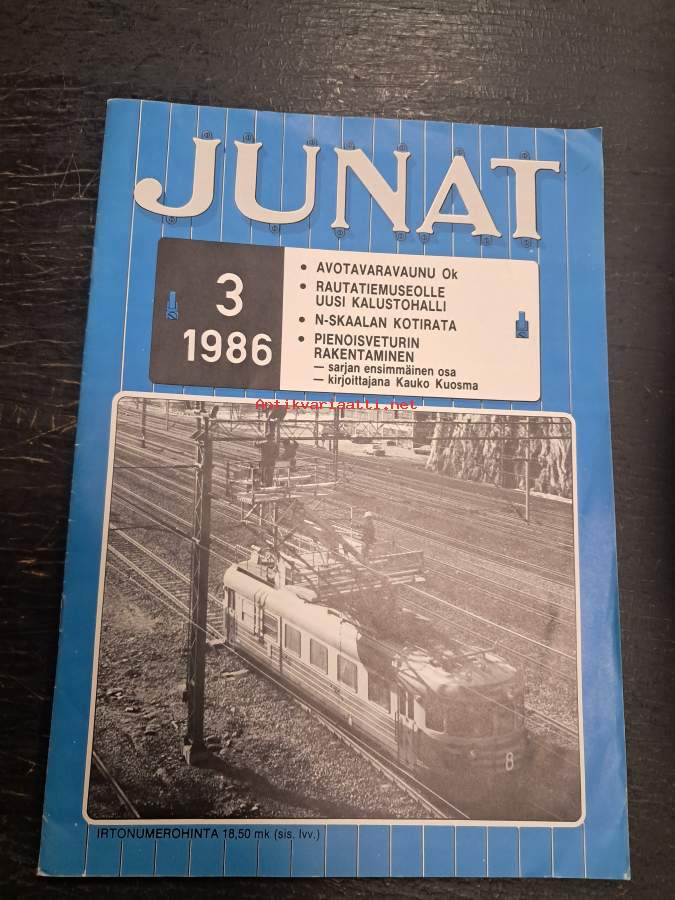 JUNAT
3
1986
• AVOTAVARAVAUNU Ok
• RAUTATIEMUSEOLLE
UUSI KALUSTOHALLI
• N-SKAALAN KOTIRATA
• PIENOISVETURIN
RAKENTAMINEN
— sarjan ensimmäinen osa
— kirjoittajana Kauko Kuosma
Antikvariaatti.net
8
IRTONUMEROHINTA 18,50 mk (sis. lvv.)